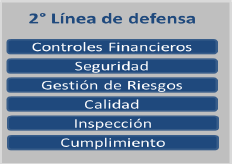 2° Línea de defensa
Controles Financieros
Seguridad
Gestión de Riesgos
Calidad
Inspección
Cumplimiento